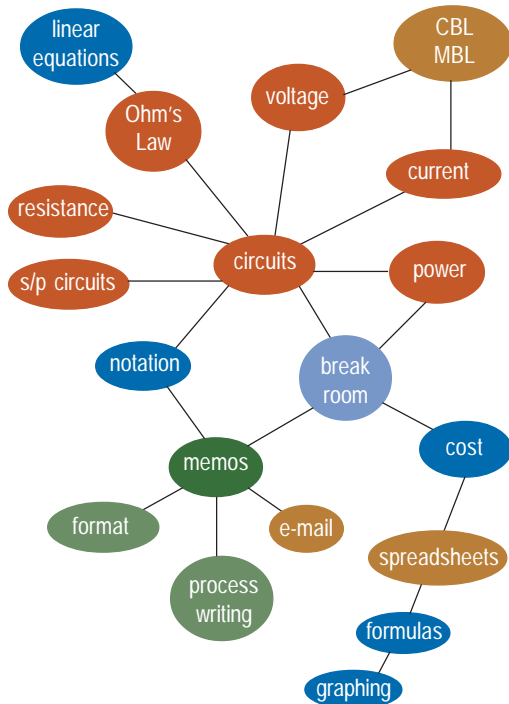 linear
equations
CBL
MBL
voltage
Ohm's
Law
current
resistance
circuits
power
s/p circuits
notation
break
room
cost
memos
format
e-mail
spreadsheets
process
writing
formulas
graphing